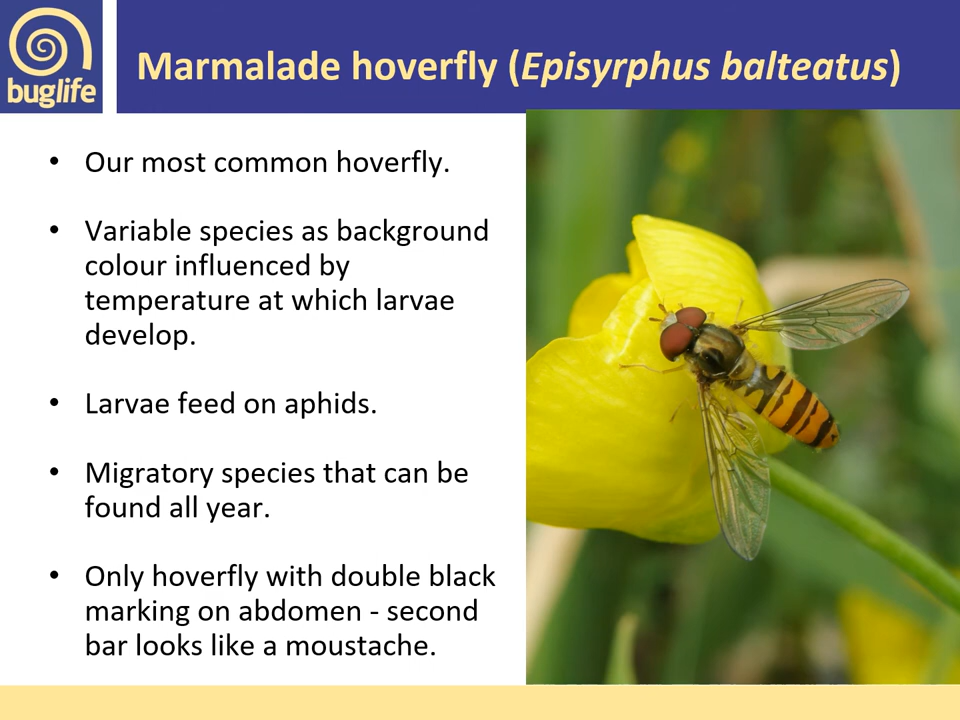 buglife
Marmalade hoverfly (Episyrphus balteatus)
• Our most common hoverfly.
• Variable species as background
colour influenced by
temperature at which larvae
develop.
• Larvae feed on aphids.
• Migratory species that can be
found all year.
• Only hoverfly with double black
marking on abdomen - second
bar looks like a moustache.